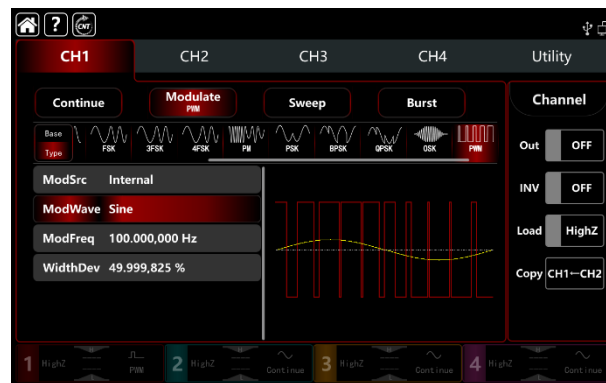 ? CNT
CH1 CH2 CH3 CH4 Utility
Continue Modulate Sweep Burst Channel
PWM
Base
Type FSK 3FSK 4FSK PM PSK BPSK QPSK OSK PWM
Out OFF
ModSrc Internal
INV OFF
ModWave Sine
ModFreq 100.000,000 Hz
Load HighZ
WidthDev 49.999,825 %
Copy CH1←CH2
1 HighZ PWM 2 HighZ Continue 3 HighZ Continue 4 HighZ Continue